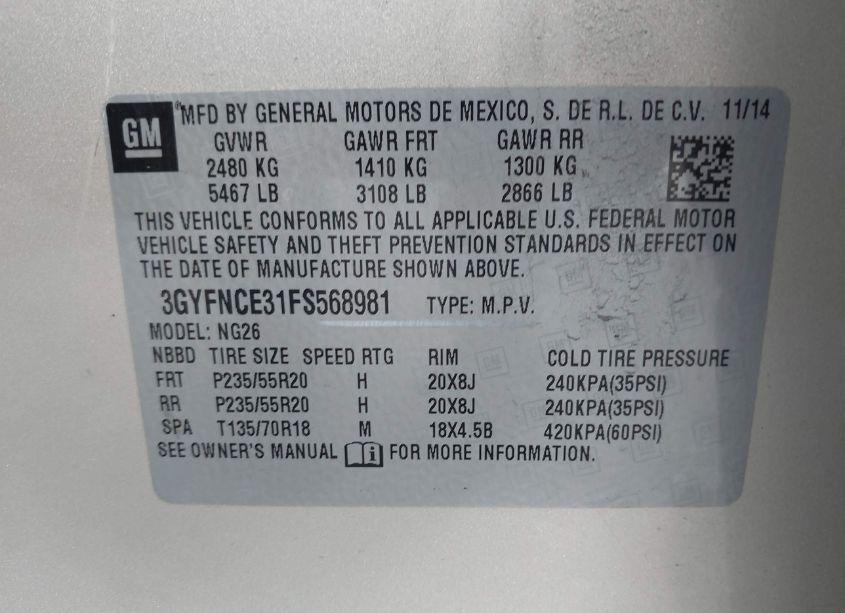 GM
MFD BY GENERAL MOTORS DE MEXICO, S. DE R.L. DE C.V. 11/14
GVWR GAWR FRT GAWR RR
2480 KG 1410 KG 1300 KG
5467 LB 3108 LB 2866 LB
THIS VEHICLE CONFORMS TO ALL APPLICABLE U.S. FEDERAL MOTOR
VEHICLE SAFETY AND THEFT PREVENTION STANDARDS IN EFFECT ON
THE DATE OF MANUFACTURE SHOWN ABOVE.
3GYFNCE31FS568981 TYPE: M.P.V.
MODEL: NG26
NBBD TIRE SIZE SPEED RTG RIM COLD TIRE PRESSURE
FRT P235/55R20 H 20X8J 240KPA(35PSI)
RR P235/55R20 H 20X8J 240KPA(35PSI)
SPA T135/70R18 M 18X4.5B 420KPA(60PSI)
SEE OWNER'S MANUAL FOR MORE INFORMATION.